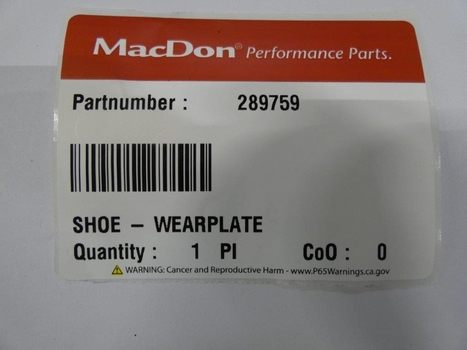 MacDon® Performance Parts.
Partnumber : 289759
SHOE - WEARPLATE
Quantity : 1 PI CoO : 0
WARNING: Cancer and Reproductive Harm - www.P65Warnings.ca.gov